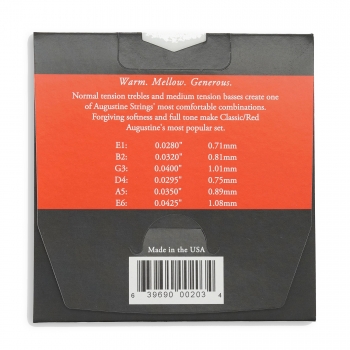 Warm. Mellow. Generous.
Normal tension trebles and medium tension basses create one
of Augustine Strings' most comfortable combinations.
Forgiving softness and full tone make Classic/Red
Augustine's most popular set.
E1: 0.0280" 0.71mm
B2: 0.0320" 0.81mm
G3: 0.0400" 1.01mm
D4: 0.0295" 0.75mm
A5: 0.0350" 0.89mm
E6: 0.0425" 1.08mm
Made in the USA
6 39690 00203 4